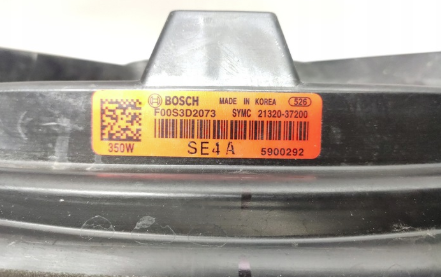 BOSCH MADE IN KOREA 526
F00S3D2073 SYMC 21320-37200
350W SE4A 5900292